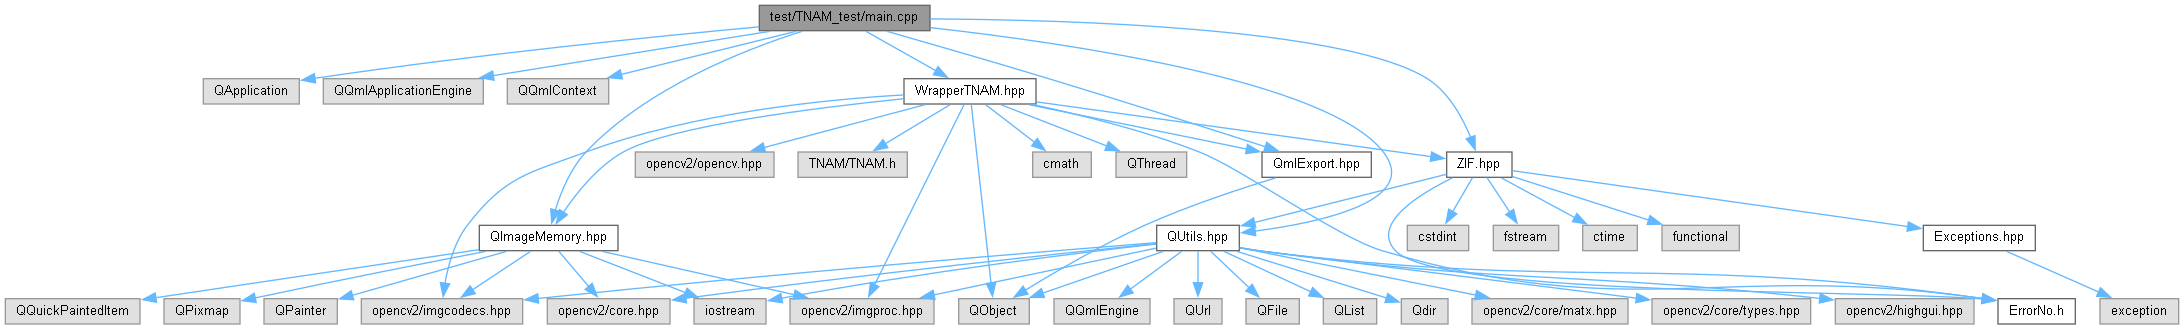 test/TNAM_test/main.cpp
QApplication
QQmlApplicationEngine
QQmlContext
WrapperTNAM.hpp
opencv2/opencv.hpp
TNAM/TNAM.h
cmath
QThread
QmlExport.hpp
ZIF.hpp
QImageMemory.hpp
QUtils.hpp
cstdint
fstream
ctime
functional
Exceptions.hpp
QQuickPaintedItem
QPixmap
QPainter
opencv2/imgcodecs.hpp
opencv2/core.hpp
iostream
opencv2/imgproc.hpp
QObject
QQmlEngine
QUrl
QFile
QList
Qdir
opencv2/core/matx.hpp
opencv2/core/types.hpp
opencv2/highgui.hpp
ErrorNo.h
exception